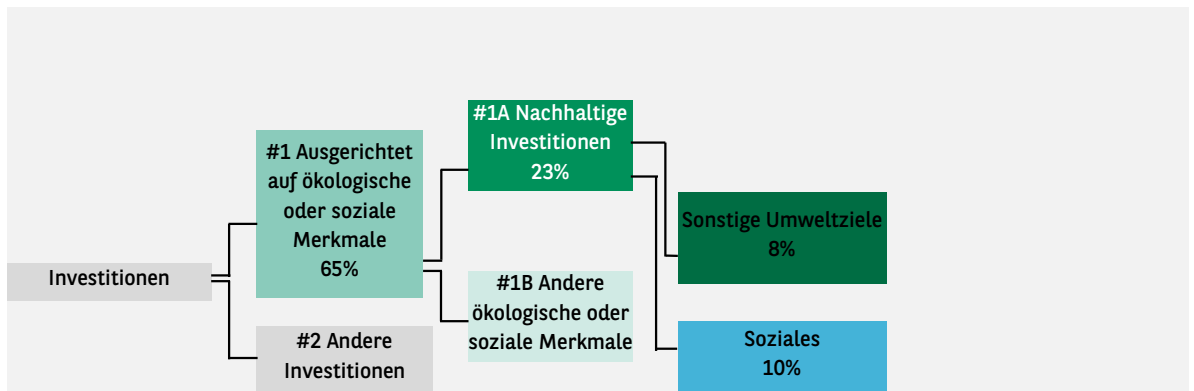 Investitionen
#1 Ausgerichtet
auf ökologische
oder soziale
Merkmale
65%
#2 Andere
Investitionen
#1A Nachhaltige
Investitionen
23%
#1B Andere
ökologische oder
soziale Merkmale
Sonstige Umweltziele
8%
Soziales
10%